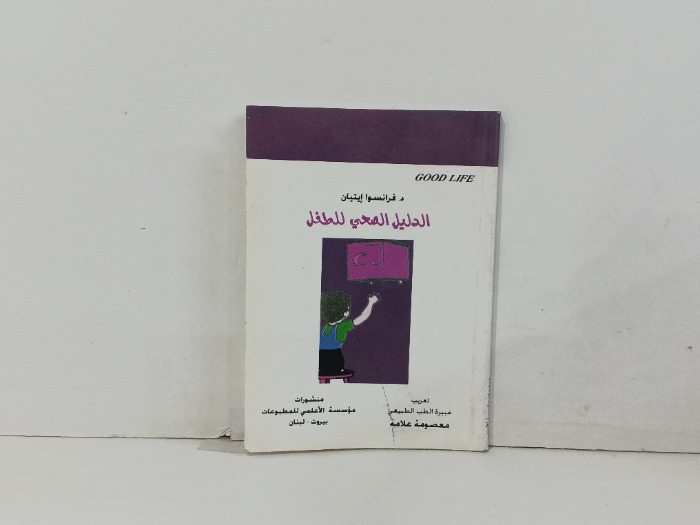 GOOD LIFE
د. فرانسوا إيتيان
الدليل الصحي للطفل
تعريب
خبيرة الطب الطبيعي
معصومة علامة
منشورات
مؤسسة الأعلمي للمطبوعات
بيروت - لبنان